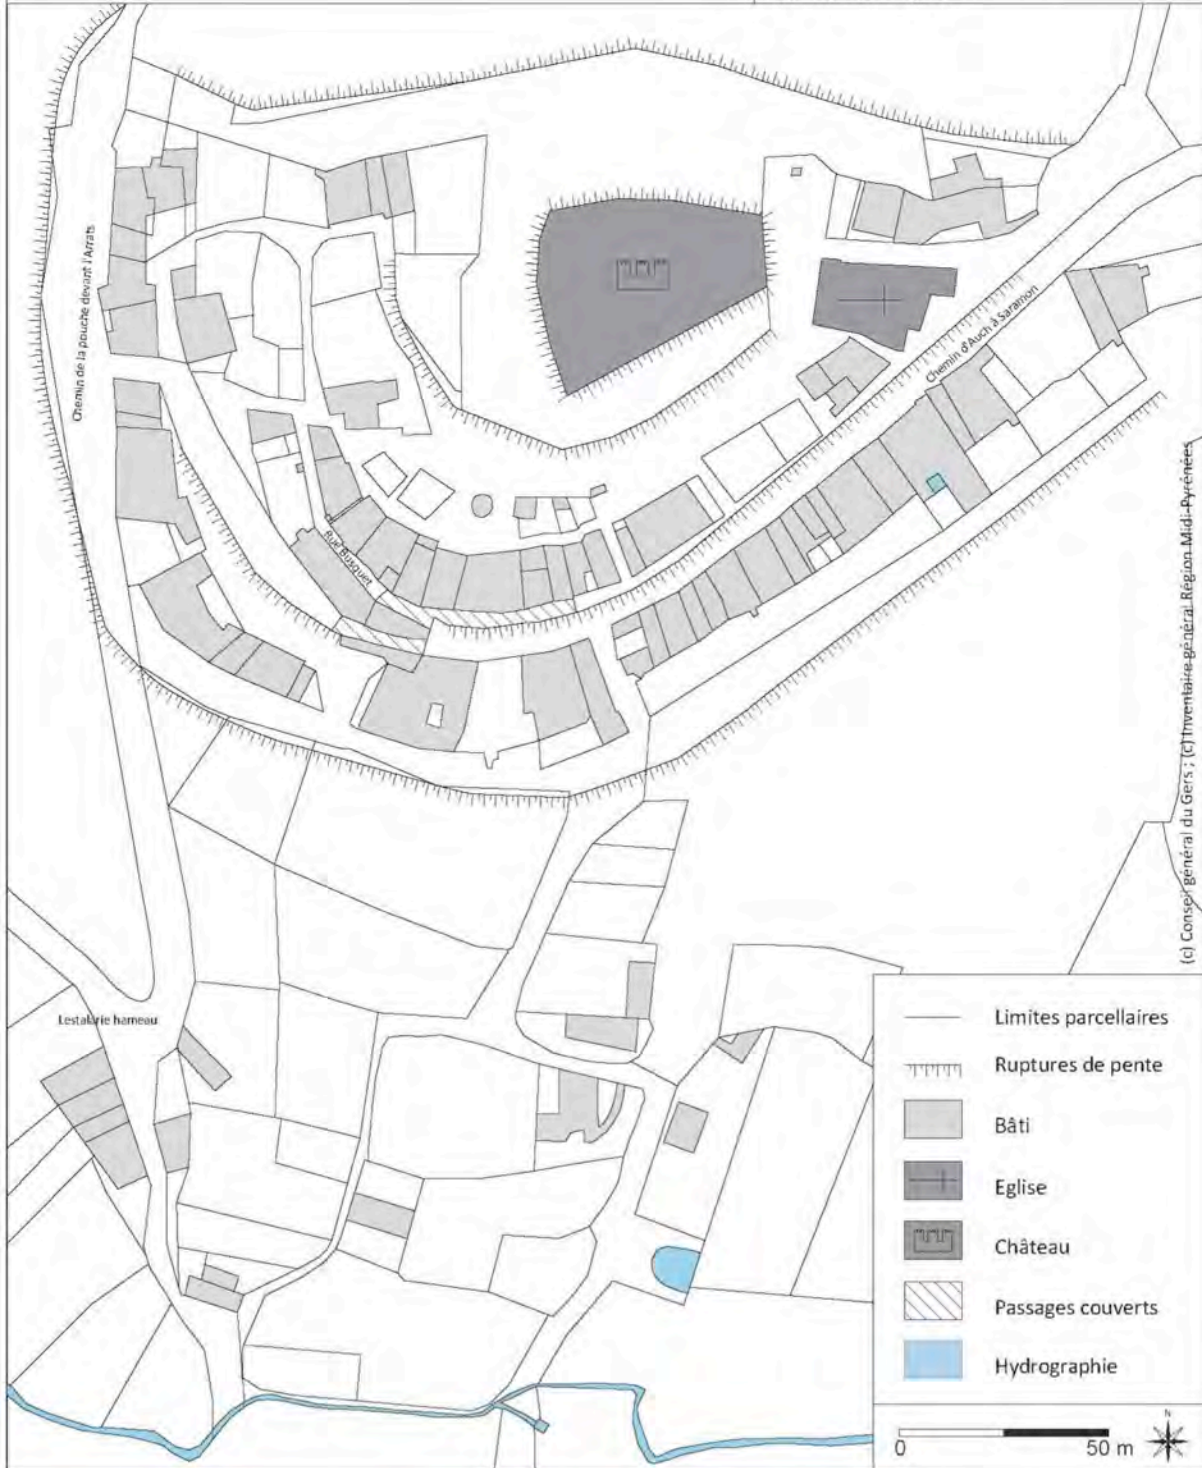 Chemin de la pouche devant l'Arrats
Chemin d'Auch à Saramon
Rue Busquet
Lestalarie hameau
(c) Conseil général du Gers ; (c) Inventaire général Région Midi-Pyrénées
Limites parcellaires
Ruptures de pente
Bâti
Eglise
Château
Passages couverts
Hydrographie
N
0 50 m